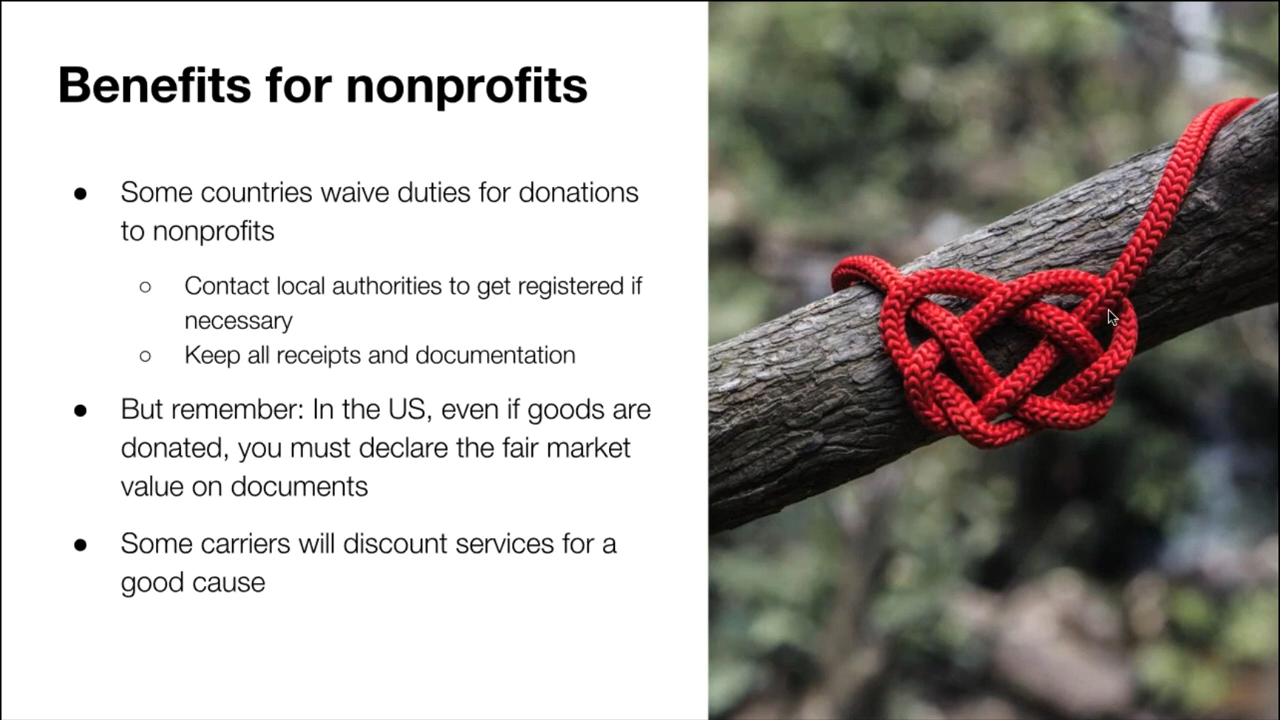 Benefits for nonprofits
● Some countries waive duties for donations
to nonprofits
○ Contact local authorities to get registered if
necessary
○ Keep all receipts and documentation
● But remember: In the US, even if goods are
donated, you must declare the fair market
value on documents
● Some carriers will discount services for a
good cause